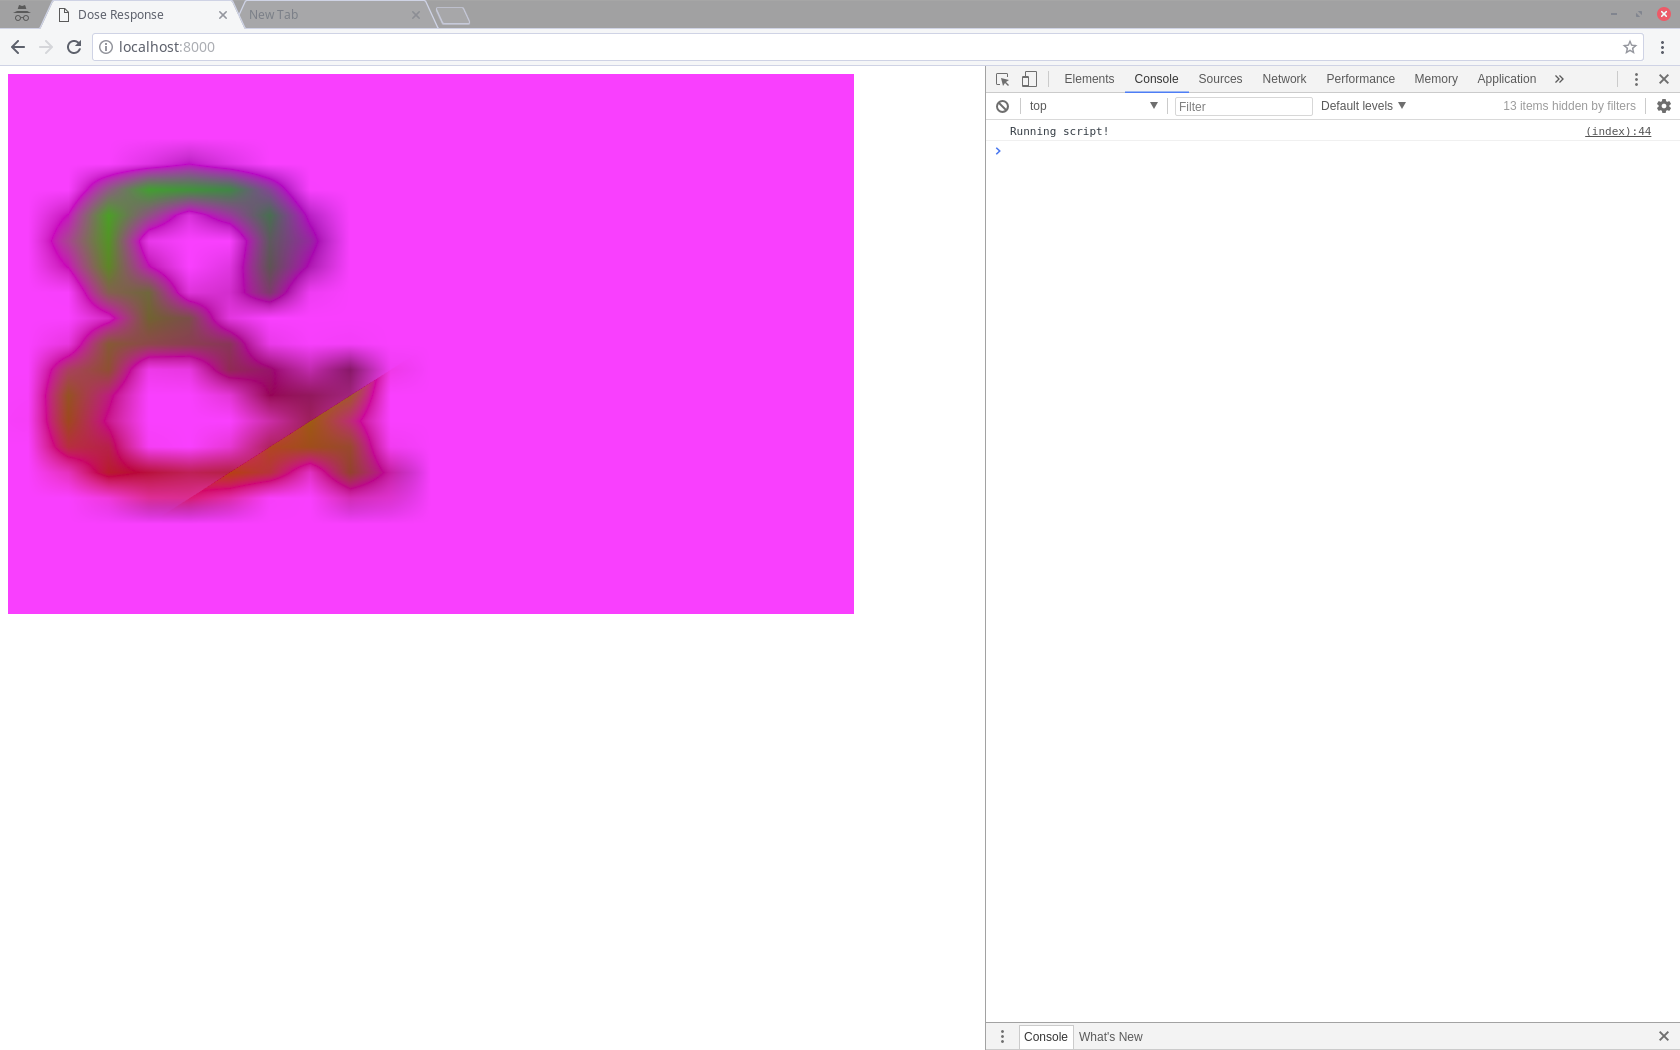 Dose Response
New Tab
localhost:8000
Elements Console Sources Network Performance Memory Application »
top Filter Default levels 13 items hidden by filters
Running script! (index):44
&
Console What's New